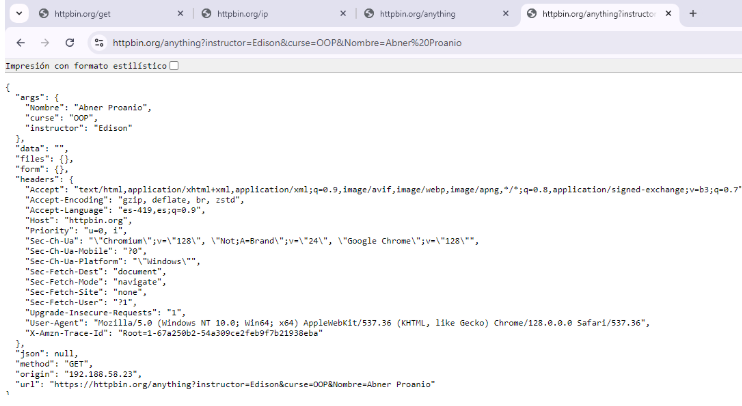 httpbin.org/get
httpbin.org/ip
httpbin.org/anything
httpbin.org/anything?instructor
httpbin.org/anything?instructor=Edison&curse=OOP&Nombre=Abner%20Proanio
Impresión con formato estilístico
{
  "args": {
    "Nombre": "Abner Proanio",
    "curse": "OOP",
    "instructor": "Edison"
  },
  "data": "",
  "files": {},
  "form": {},
  "headers": {
    "Accept": "text/html,application/xhtml+xml,application/xml;q=0.9,image/avif,image/webp,image/apng,*/*;q=0.8,application/signed-exchange;v=b3;q=0.7"
    "Accept-Encoding": "gzip, deflate, br, zstd",
    "Accept-Language": "es-419,es;q=0.9",
    "Host": "httpbin.org",
    "Priority": "u=0, i",
    "Sec-Ch-Ua": "\"Chromium\";v=\"128\", \"Not;A=Brand\";v=\"24\", \"Google Chrome\";v=\"128\"",
    "Sec-Ch-Ua-Mobile": "?0",
    "Sec-Ch-Ua-Platform": "\"Windows\"",
    "Sec-Fetch-Dest": "document",
    "Sec-Fetch-Mode": "navigate",
    "Sec-Fetch-Site": "none",
    "Sec-Fetch-User": "?1",
    "Upgrade-Insecure-Requests": "1",
    "User-Agent": "Mozilla/5.0 (Windows NT 10.0; Win64; x64) AppleWebKit/537.36 (KHTML, like Gecko) Chrome/128.0.0.0 Safari/537.36",
    "X-Amzn-Trace-Id": "Root=1-67a250b2-54a309ce2feb9f7b21938eba"
  },
  "json": null,
  "method": "GET",
  "origin": "192.188.58.23",
  "url": "https://httpbin.org/anything?instructor=Edison&curse=OOP&Nombre=Abner Proanio"
}